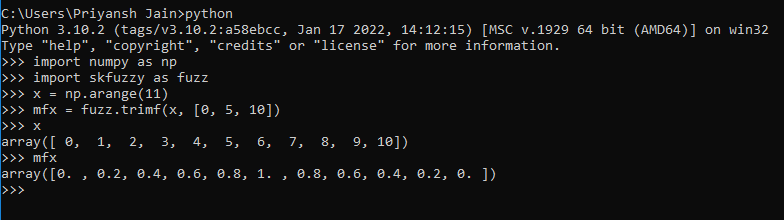 C:\Users\Priyansh Jain>python
Python 3.10.2 (tags/v3.10.2:a58ebcc, Jan 17 2022, 14:12:15) [MSC v.1929 64 bit (AMD64)] on win32
Type "help", "copyright", "credits" or "license" for more information.
>>> import numpy as np
>>> import skfuzzy as fuzz
>>> x = np.arange(11)
>>> mfx = fuzz.trimf(x, [0, 5, 10])
>>> x
array([ 0,  1,  2,  3,  4,  5,  6,  7,  8,  9, 10])
>>> mfx
array([0. , 0.2, 0.4, 0.6, 0.8, 1. , 0.8, 0.6, 0.4, 0.2, 0. ])
>>>